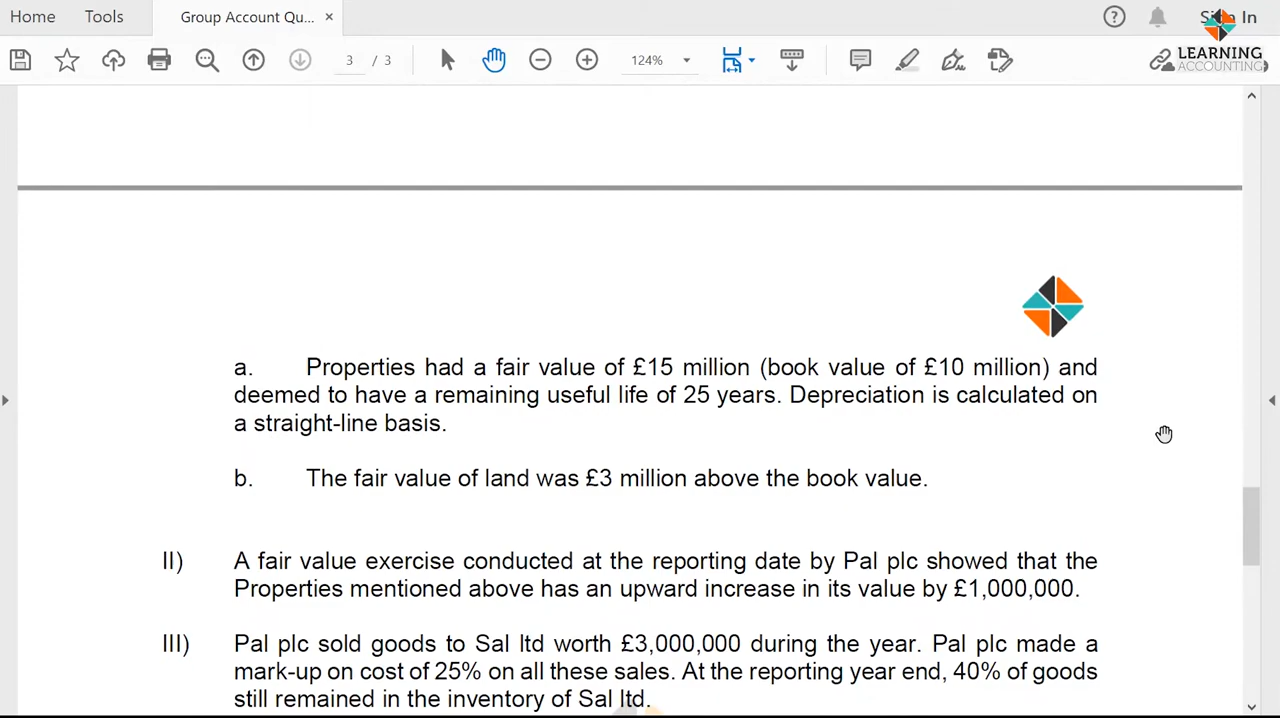 Home Tools Group Account Qu... × Sign In
3 / 3 124%
LEARNING
ACCOUNTING
a. Properties had a fair value of £15 million (book value of £10 million) and
deemed to have a remaining useful life of 25 years. Depreciation is calculated on
a straight-line basis.
b. The fair value of land was £3 million above the book value.
II) A fair value exercise conducted at the reporting date by Pal plc showed that the
Properties mentioned above has an upward increase in its value by £1,000,000.
III) Pal plc sold goods to Sal ltd worth £3,000,000 during the year. Pal plc made a
mark-up on cost of 25% on all these sales. At the reporting year end, 40% of goods
still remained in the inventory of Sal ltd.